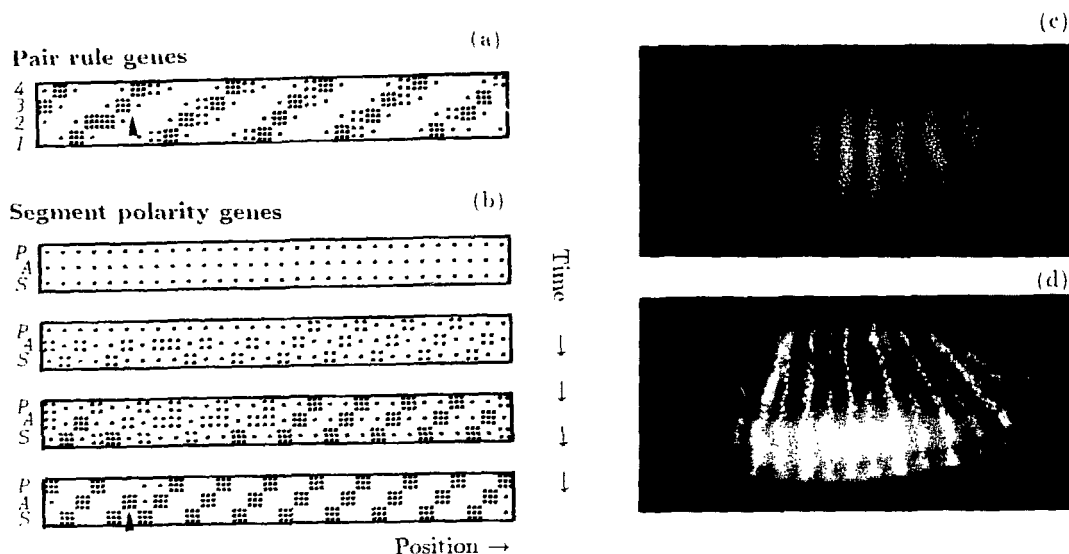 (a)
Pair rule genes
4
3
2
1
(b)
Segment polarity genes
P
A
S
P
A
S
P
A
S
P
A
S
Position →
Time
↓
↓
↓
↓
(c)
(d)